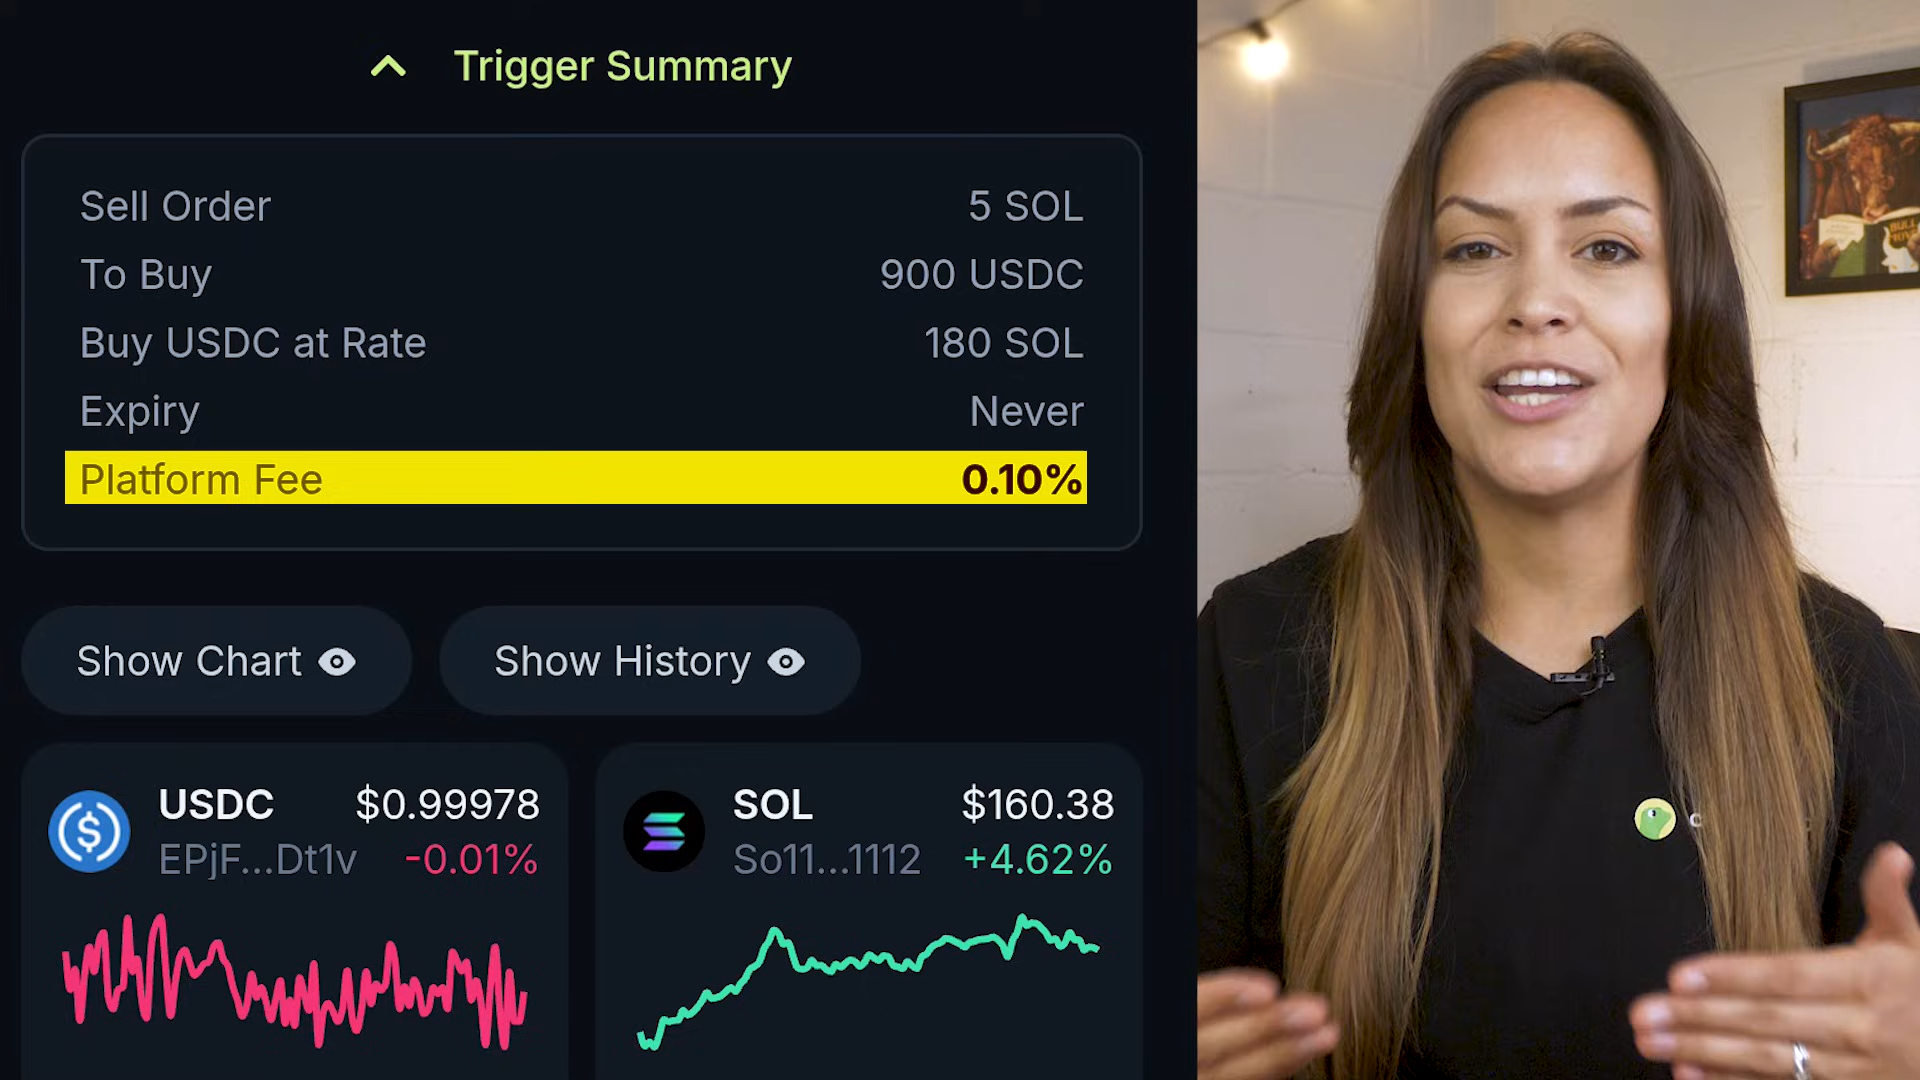 Trigger Summary
Sell Order 5 SOL
To Buy 900 USDC
Buy USDC at Rate 180 SOL
Expiry Never
Platform Fee 0.10%
Show Chart Show History
USDC $0.99978
EPjF...Dt1v -0.01%
SOL $160.38
So11...1112 +4.62%
BULL